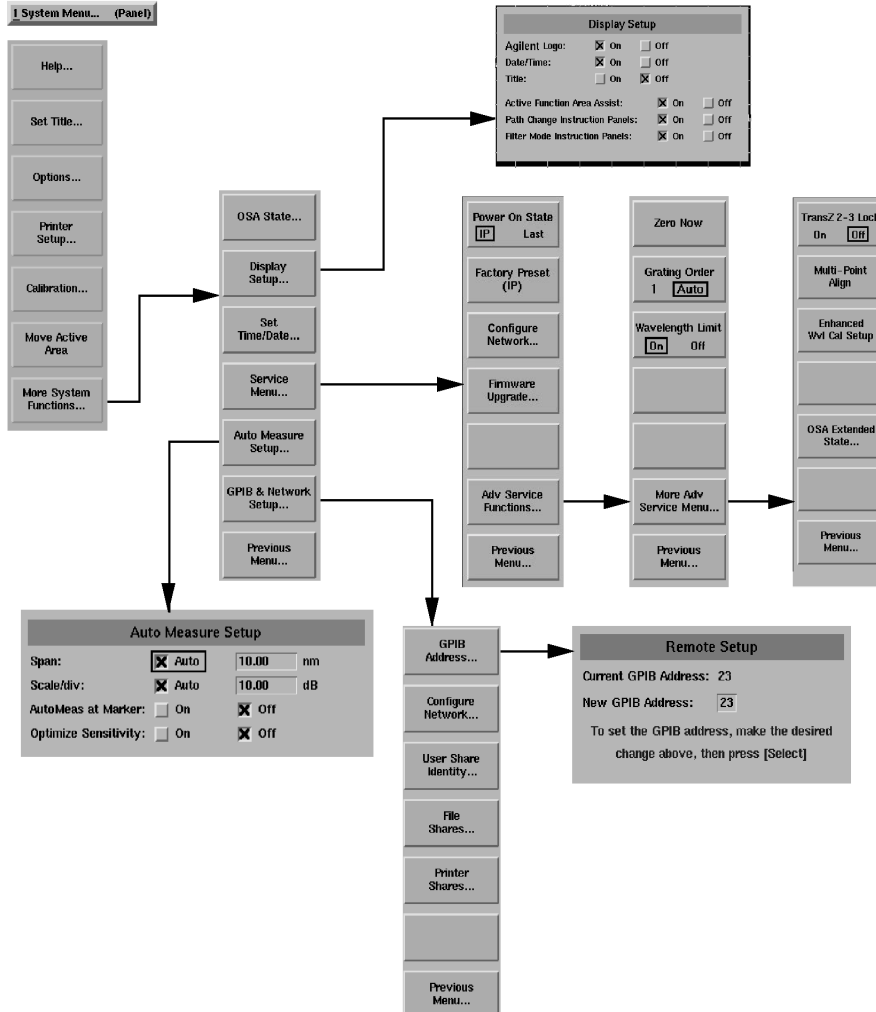 System Menu... (Panel)
Help...
Set Title...
Options...
Printer
Setup...
Calibration...
Move Active
Area
More System
Functions...
OSA State...
Display
Setup...
Set
Time/Date...
Service
Menu...
Auto Measure
Setup...
GPIB & Network
Setup...
Previous
Menu...
Display Setup
Agilent Logo: On Off
Date/Time: On Off
Title: On Off
Active Function Area Assist: On Off
Path Change Instruction Panels: On Off
Filter Mode Instruction Panels: On Off
Power On State
IP Last
Factory Preset
(IP)
Configure
Network...
Firmware
Upgrade...
Adv Service
Functions...
Previous
Menu...
Zero Now
Grating Order
1 Auto
Wavelength Limit
On Off
More Adv
Service Menu...
Previous
Menu...
TransZ 2-3 Lock
On Off
Multi-Point
Align
Enhanced
Wvl Cal Setup
OSA Extended
State...
Previous
Menu...
Auto Measure Setup
Span: Auto 10.00 nm
Scale/div: Auto 10.00 dB
AutoMeas at Marker: On Off
Optimize Sensitivity: On Off
GPIB
Address...
Configure
Network...
User Share
Identity...
File
Shares...
Printer
Shares...
Previous
Menu...
Remote Setup
Current GPIB Address: 23
New GPIB Address: 23
To set the GPIB address, make the desired
change above, then press [Select]